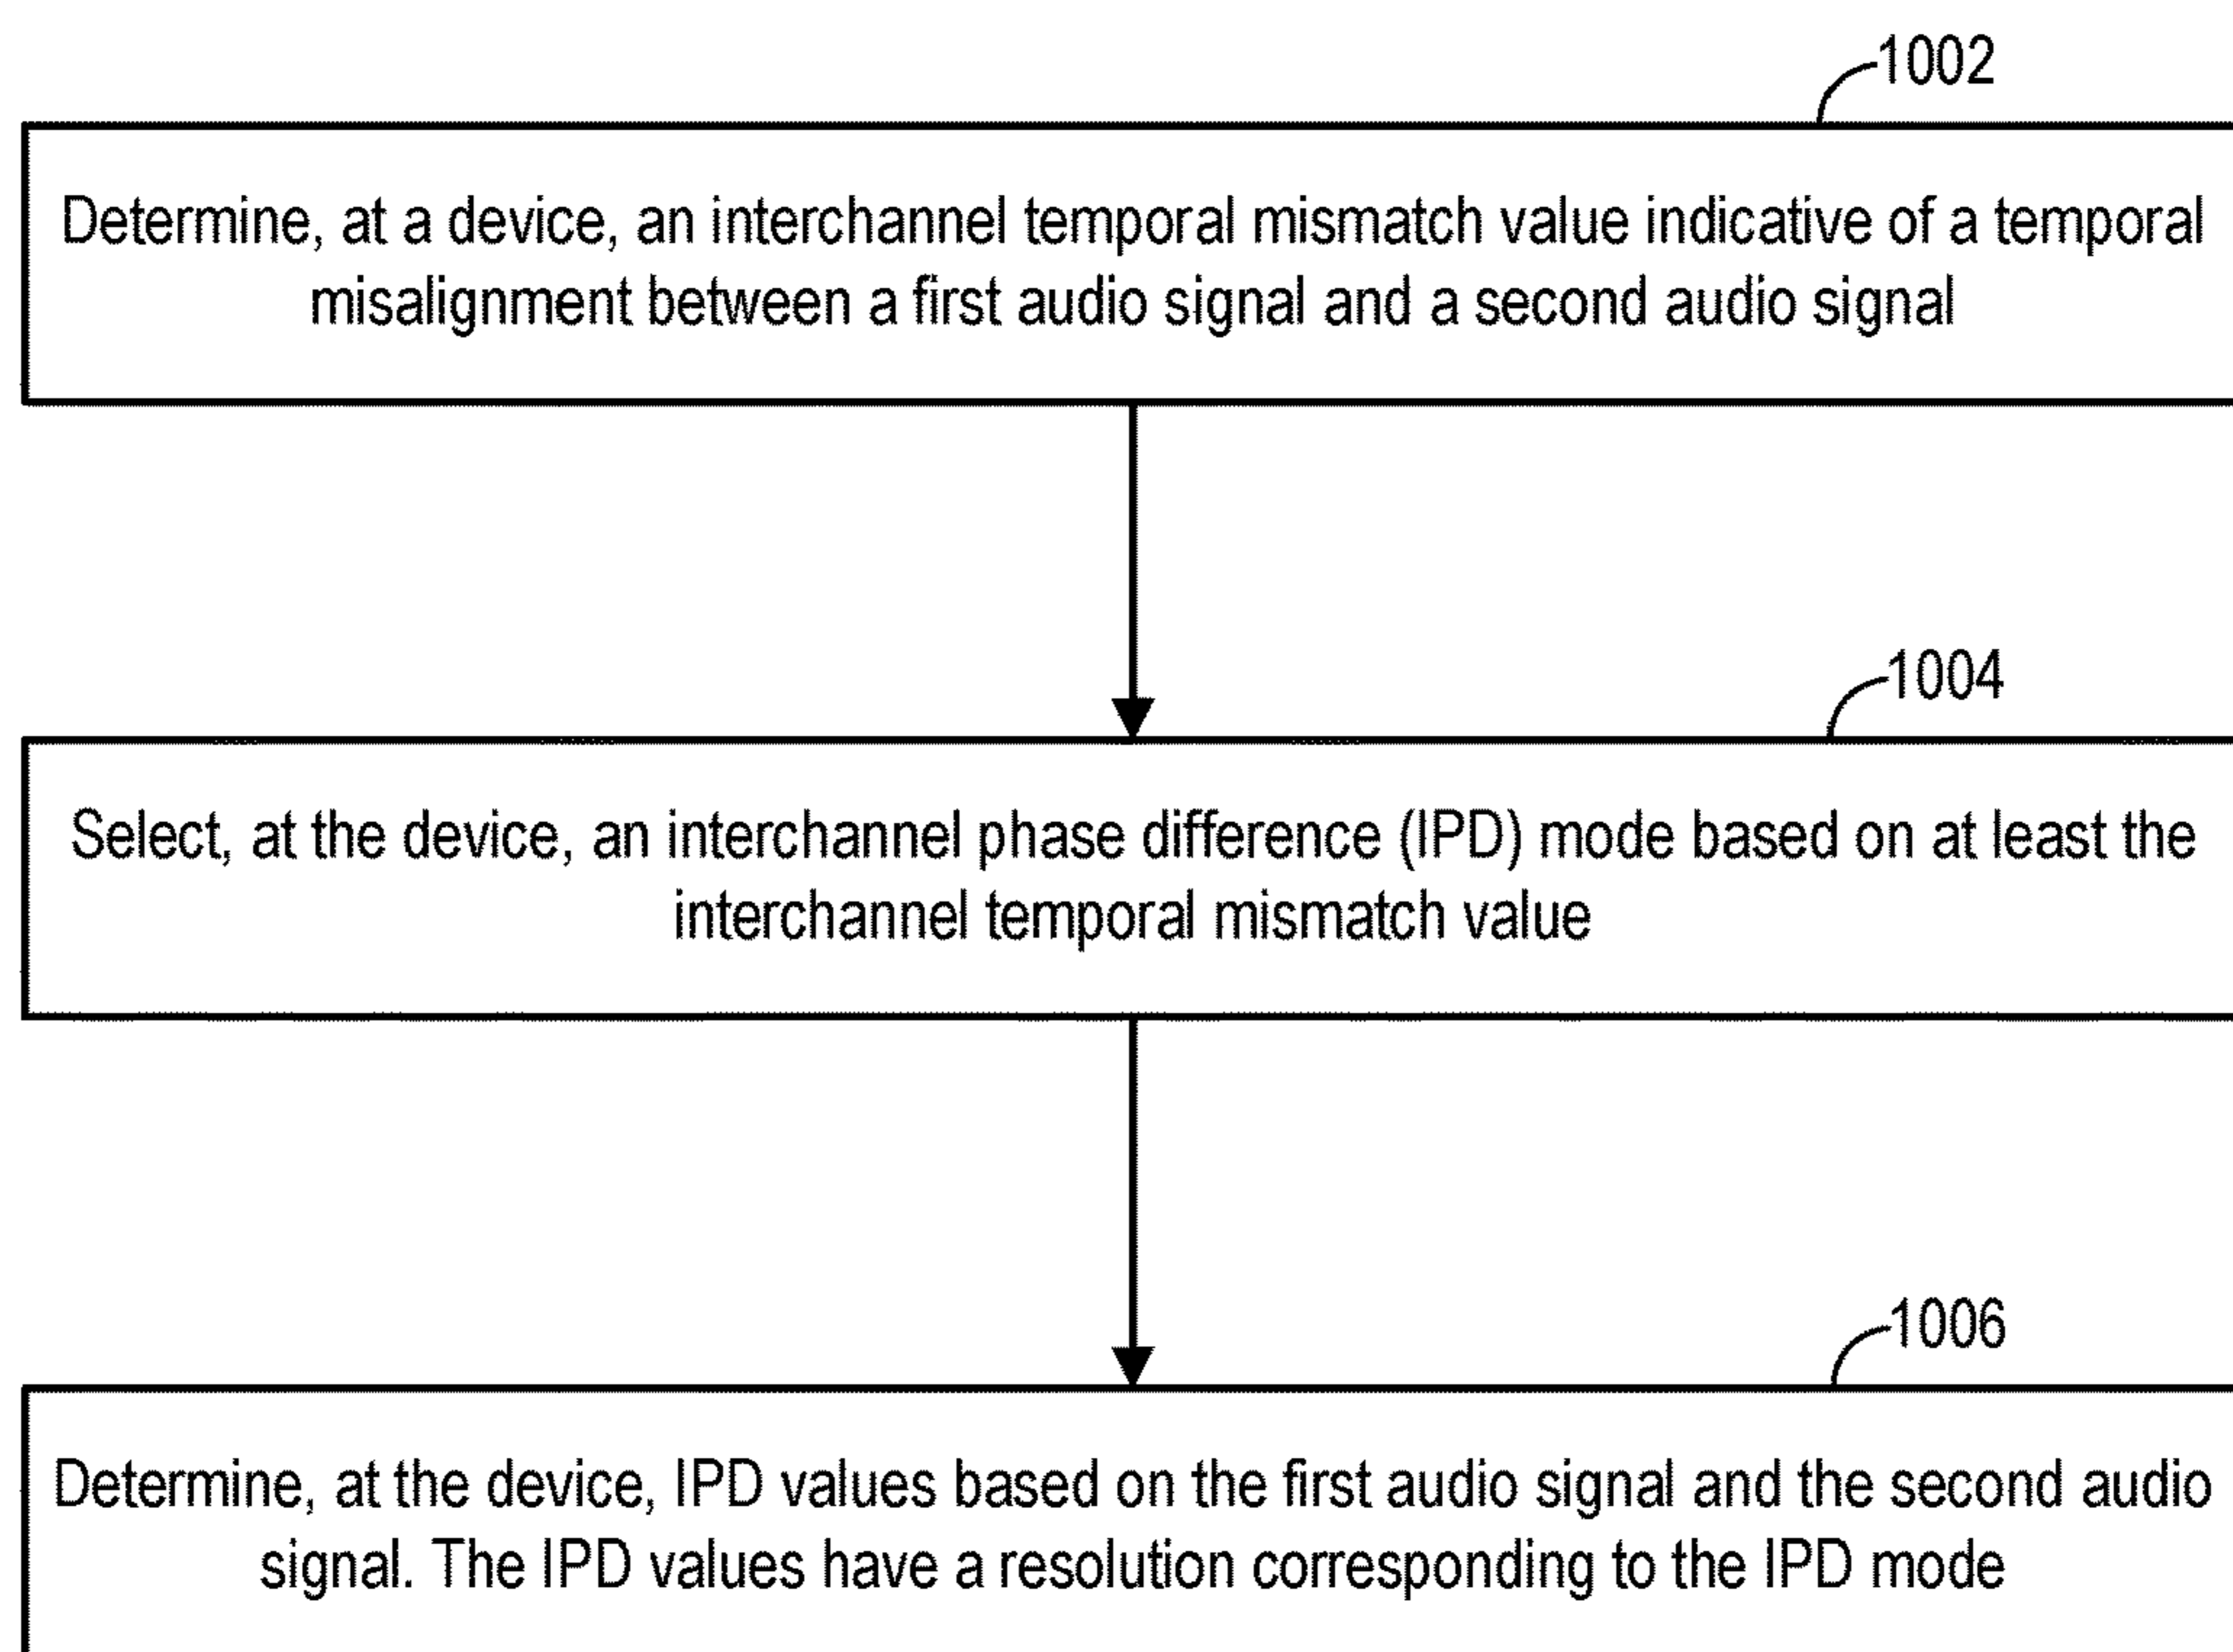 1002
Determine, at a device, an interchannel temporal mismatch value indicative of a temporal
misalignment between a first audio signal and a second audio signal
1004
Select, at the device, an interchannel phase difference (IPD) mode based on at least the
interchannel temporal mismatch value
1006
Determine, at the device, IPD values based on the first audio signal and the second audio
signal. The IPD values have a resolution corresponding to the IPD mode